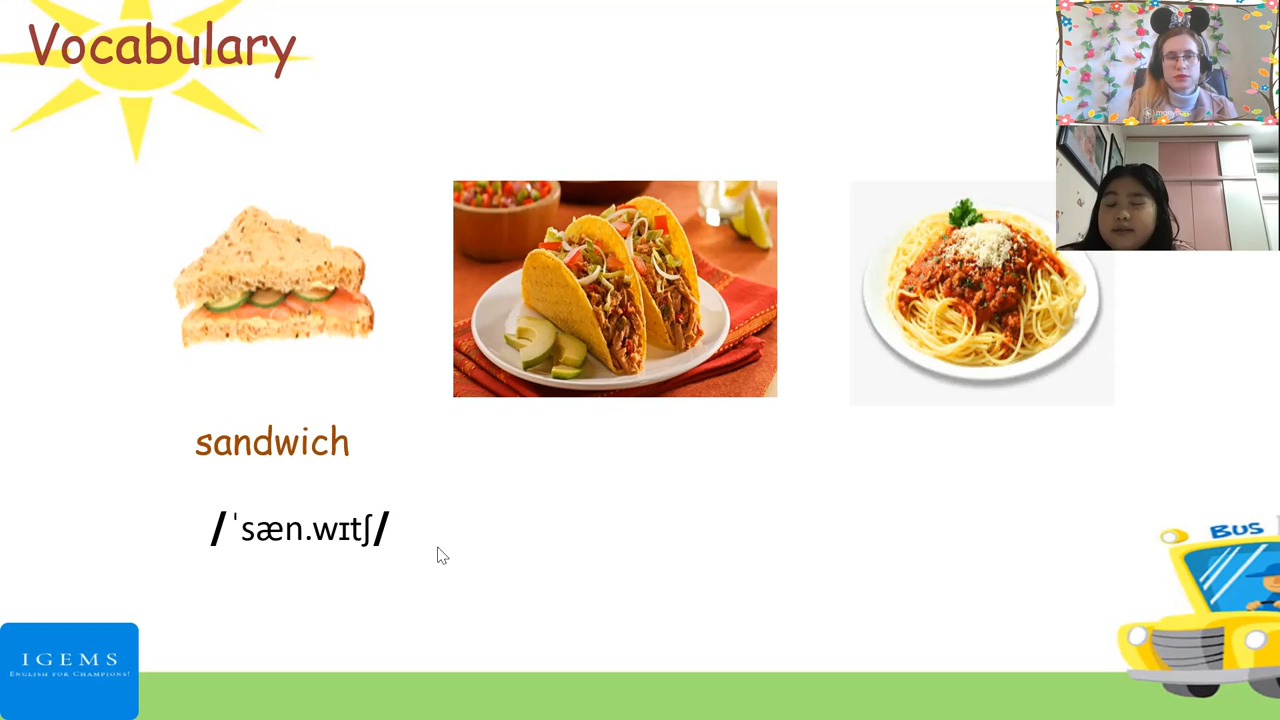 Vocabulary
sandwich
/ˈsæn.wɪtʃ/
BUS
IGEMS
ENGLISH FOR CHAMPIONS!